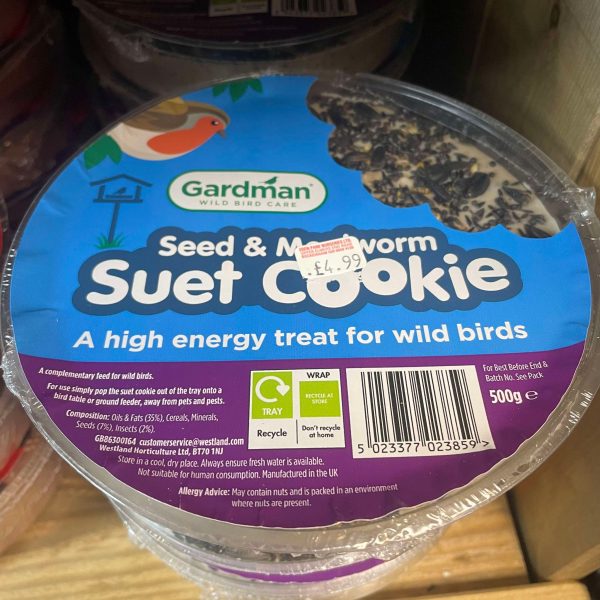 Gardman
WILD BIRD CARE
Seed & M worm
£4.99
Suet Cookie
A high energy treat for wild birds
A complementary feed for wild birds.
For use simply pop the suet cookie out of the tray onto a
bird table or ground feeder, away from pets and pests.
Composition: Oils & Fats (35%), Cereals, Minerals,
Seeds (7%), Insects (2%).
GB86300164 customerservice@westland.com
Westland Horticulture Ltd, BT70 1NJ
Store in a cool, dry place. Always ensure fresh water is available.
Not suitable for human consumption. Manufactured in the UK
Allergy Advice: May contain nuts and is packed in an environment
where nuts are present.
TRAY
Recycle
WRAP
RECYCLE AT
STORE
Don't recycle
at home
5 023377 023859 >
For Best Before End &
Batch No. See Pack
500g e